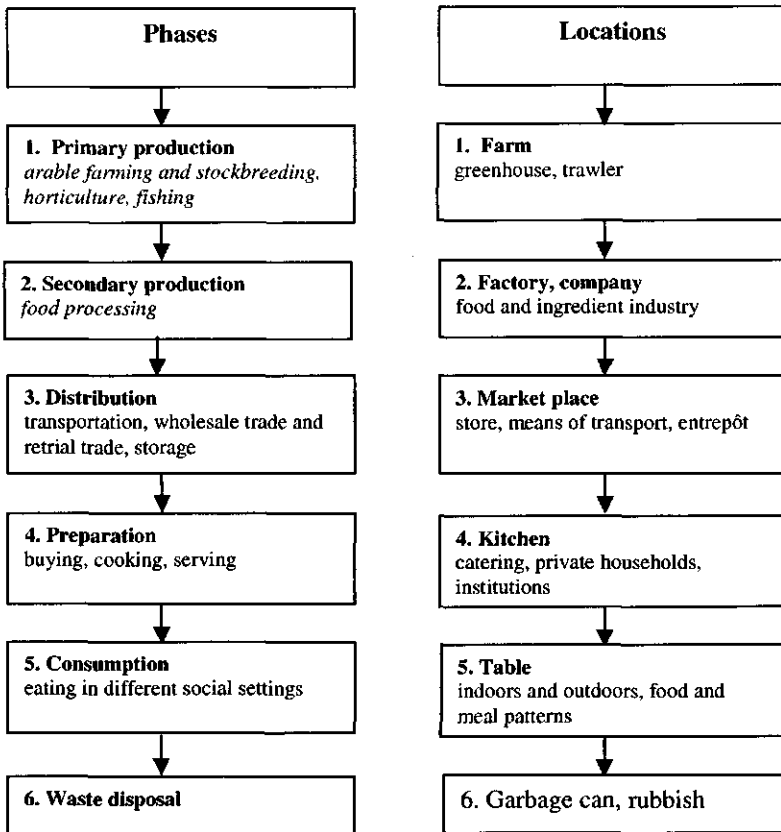 Phases
1. Primary production
arable farming and stockbreeding,
horticulture, fishing
2. Secondary production
food processing
3. Distribution
transportation, wholesale trade and
retrial trade, storage
4. Preparation
buying, cooking, serving
5. Consumption
eating in different social settings
6. Waste disposal
Locations
1. Farm
greenhouse, trawler
2. Factory, company
food and ingredient industry
3. Market place
store, means of transport, entrepôt
4. Kitchen
catering, private households,
institutions
5. Table
indoors and outdoors, food and
meal patterns
6. Garbage can, rubbish